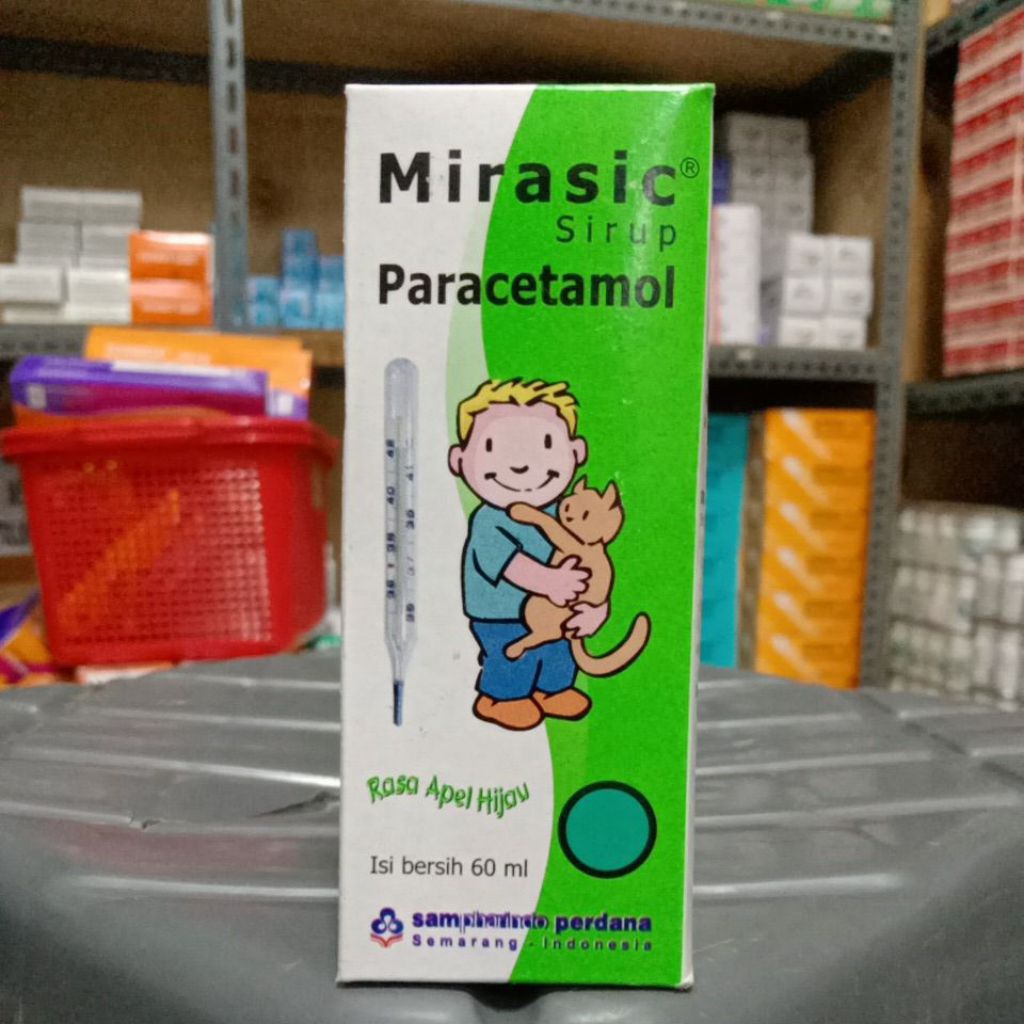 Mirasic®
Sirup
Paracetamol
Rasa Apel Hijau
Isi bersih 60 ml
sampharindo perdana
Semarang - Indonesia